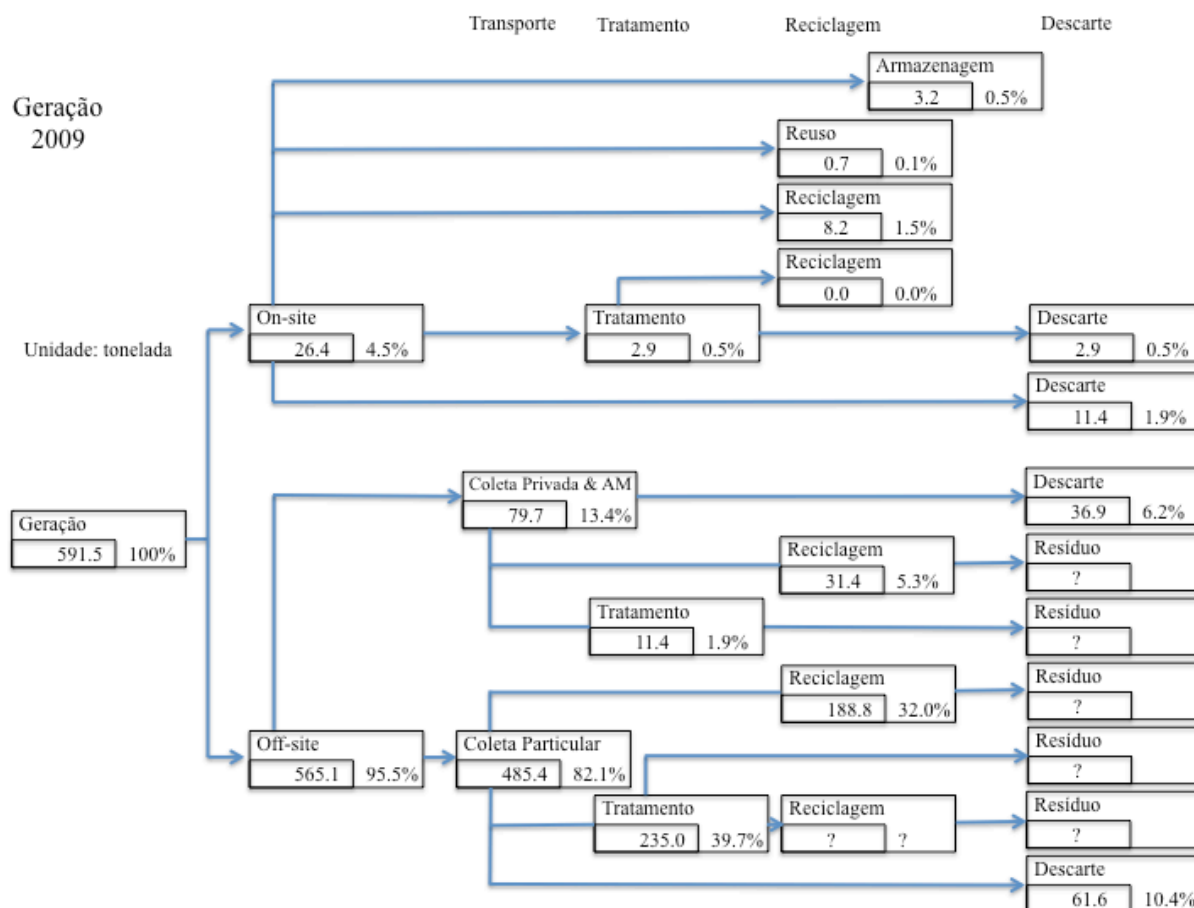 Transporte Tratamento Reciclagem Descarte
Geração
2009
Armazenagem
3.2 0.5%
Reuso
0.7 0.1%
Reciclagem
8.2 1.5%
Reciclagem
0.0 0.0%
Unidade: tonelada
On-site
26.4 4.5%
Tratamento
2.9 0.5%
Descarte
2.9 0.5%
Descarte
11.4 1.9%
Geração
591.5 100%
Coleta Privada & AM
79.7 13.4%
Descarte
36.9 6.2%
Reciclagem
31.4 5.3%
Resíduo
?
Tratamento
11.4 1.9%
Resíduo
?
Reciclagem
188.8 32.0%
Resíduo
?
Off-site
565.1 95.5%
Coleta Particular
485.4 82.1%
Resíduo
?
Tratamento
235.0 39.7%
Reciclagem
? ?
Resíduo
?
Descarte
61.6 10.4%